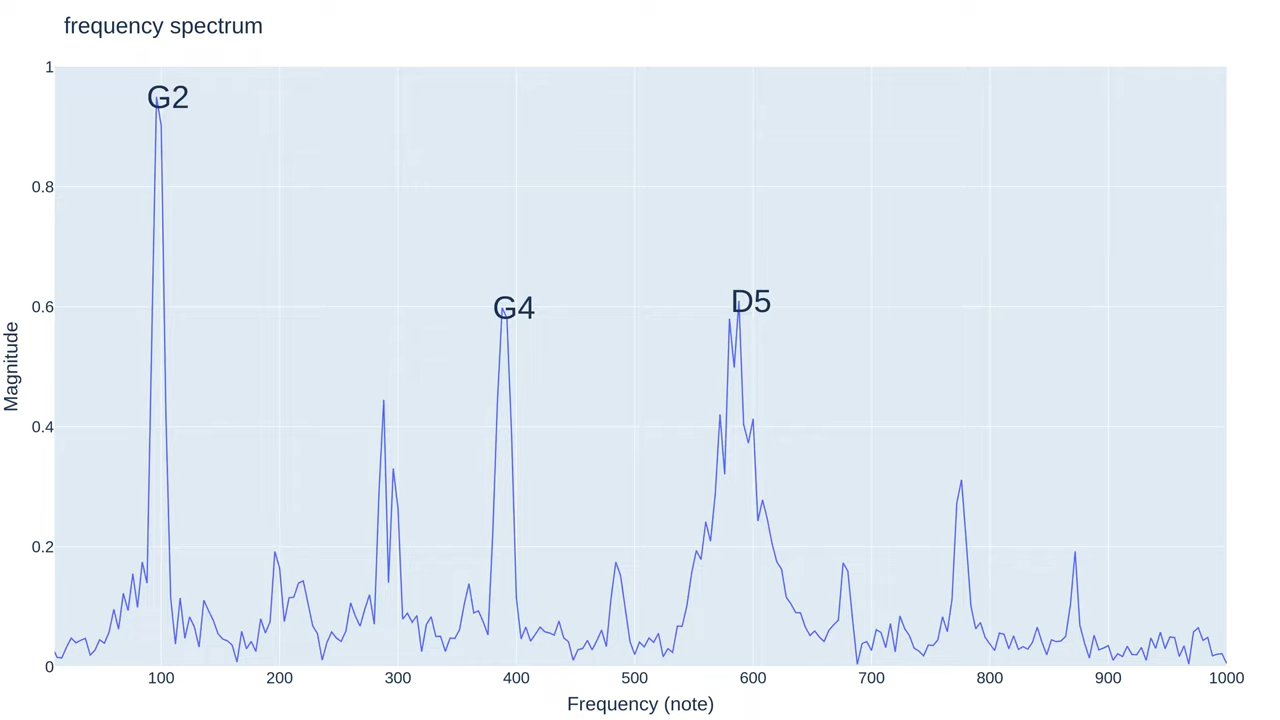 frequency spectrum
1
G2
0.8
0.6
G4
D5
0.4
0.2
0
Magnitude
100 200 300 400 500 600 700 800 900 1000
Frequency (note)